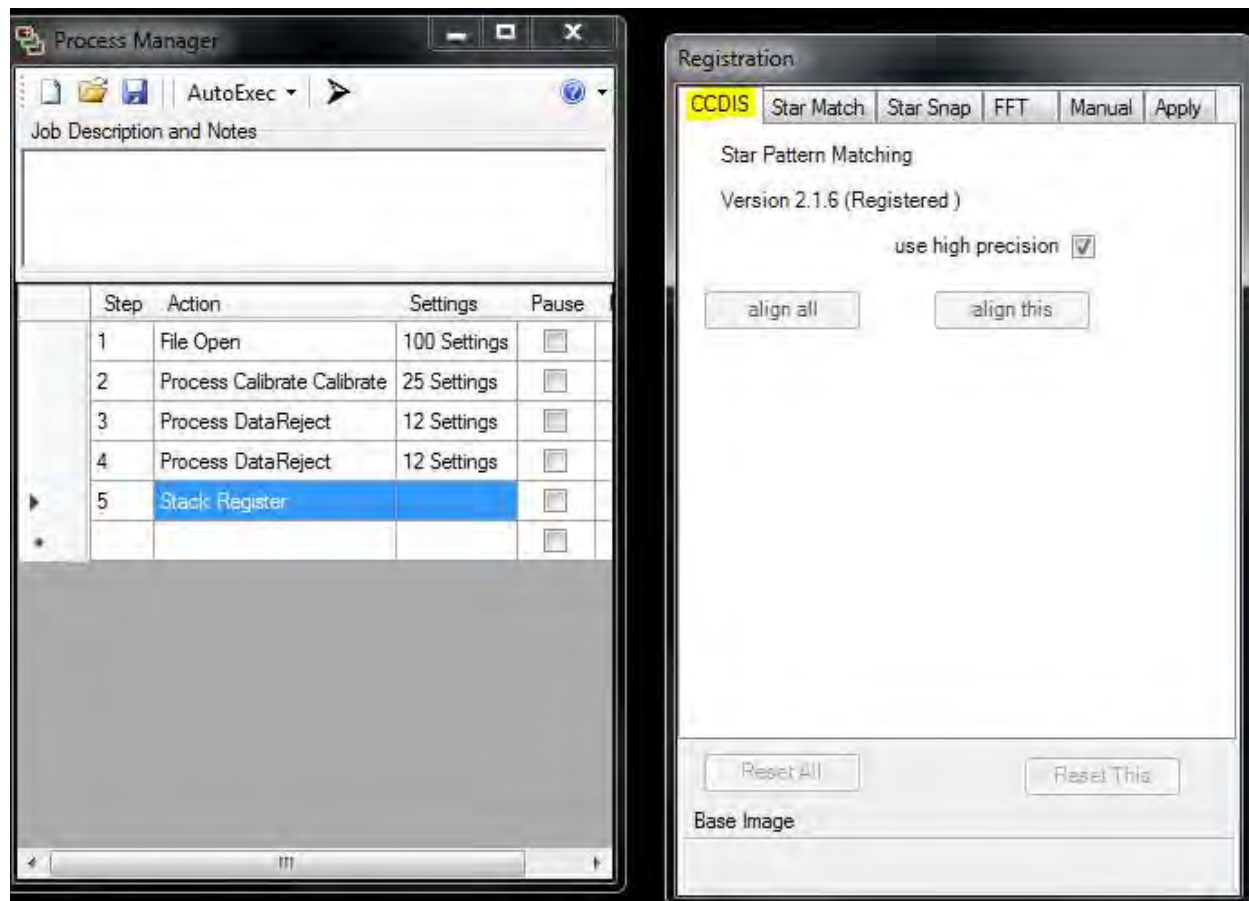 Process Manager
AutoExec
Job Description and Notes
Step Action Settings Pause
1 File Open 100 Settings
2 Process Calibrate Calibrate 25 Settings
3 Process DataReject 12 Settings
4 Process DataReject 12 Settings
5 Stack Register
Registration
CCDIS Star Match Star Snap FFT Manual Apply
Star Pattern Matching
Version 2.1.6 (Registered )
use high precision
align all align this
Reset All Reset This
Base Image